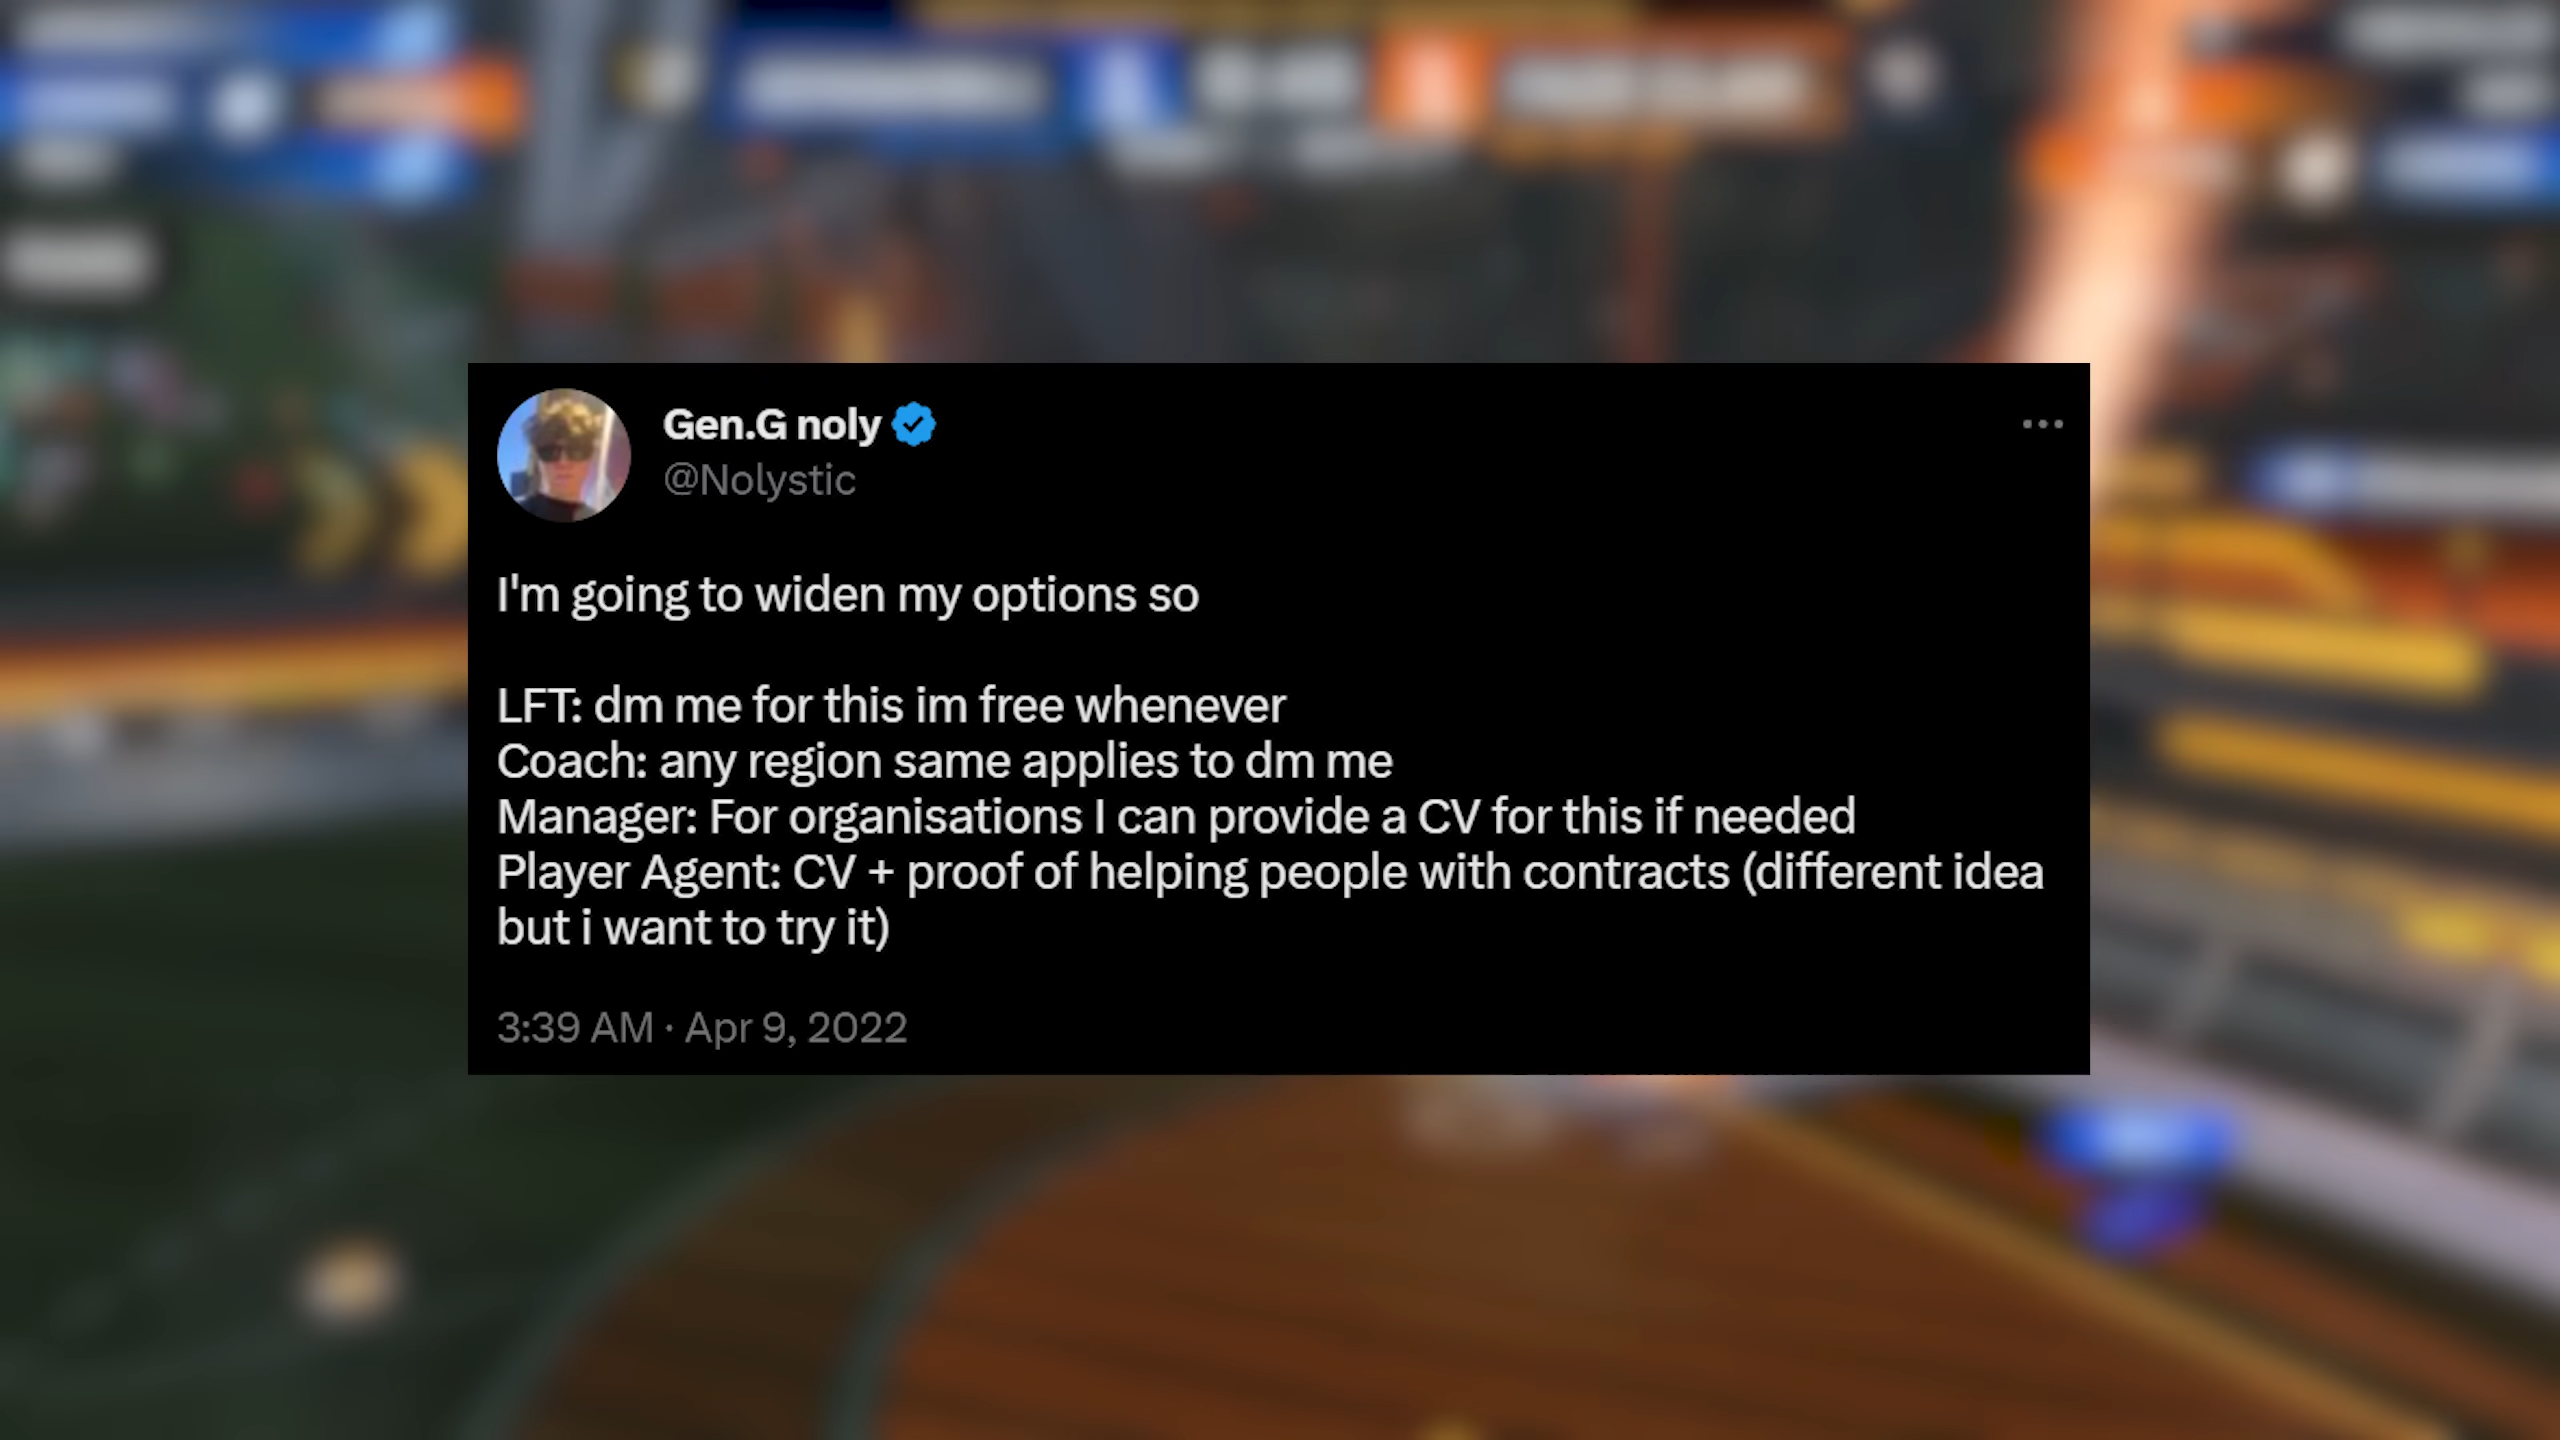 Gen.G noly
@Nolystic
I'm going to widen my options so
LFT: dm me for this im free whenever
Coach: any region same applies to dm me
Manager: For organisations I can provide a CV for this if needed
Player Agent: CV + proof of helping people with contracts (different idea
but i want to try it)
3:39 AM · Apr 9, 2022